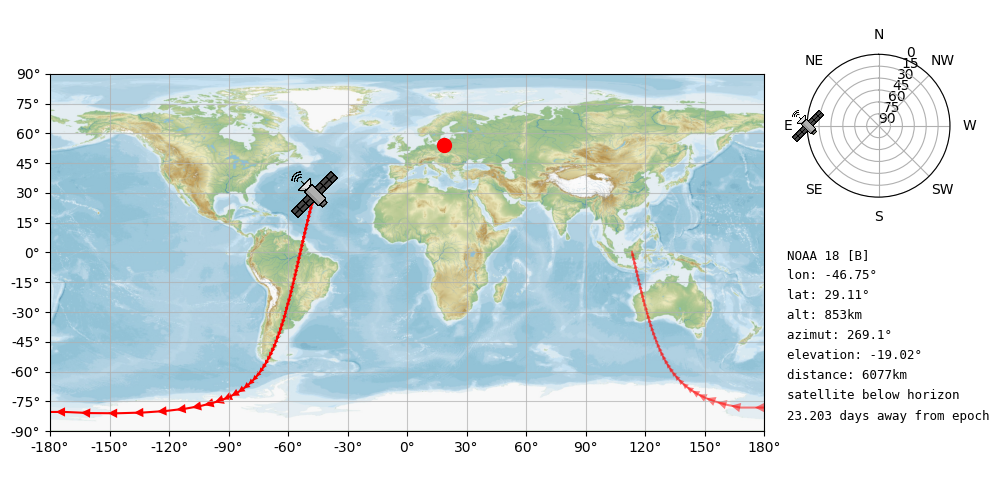 N
NE
NW
E
W
SE
SW
S
0
15
30
45
60
75
90
90°
75°
60°
45°
30°
15°
0°
-15°
-30°
-45°
-60°
-75°
-90°
-180° -150° -120° -90° -60° -30° 0° 30° 60° 90° 120° 150° 180°
NOAA 18 [B]
lon: -46.75°
lat: 29.11°
alt: 853km
azimut: 269.1°
elevation: -19.02°
distance: 6077km
satellite below horizon
23.203 days away from epoch